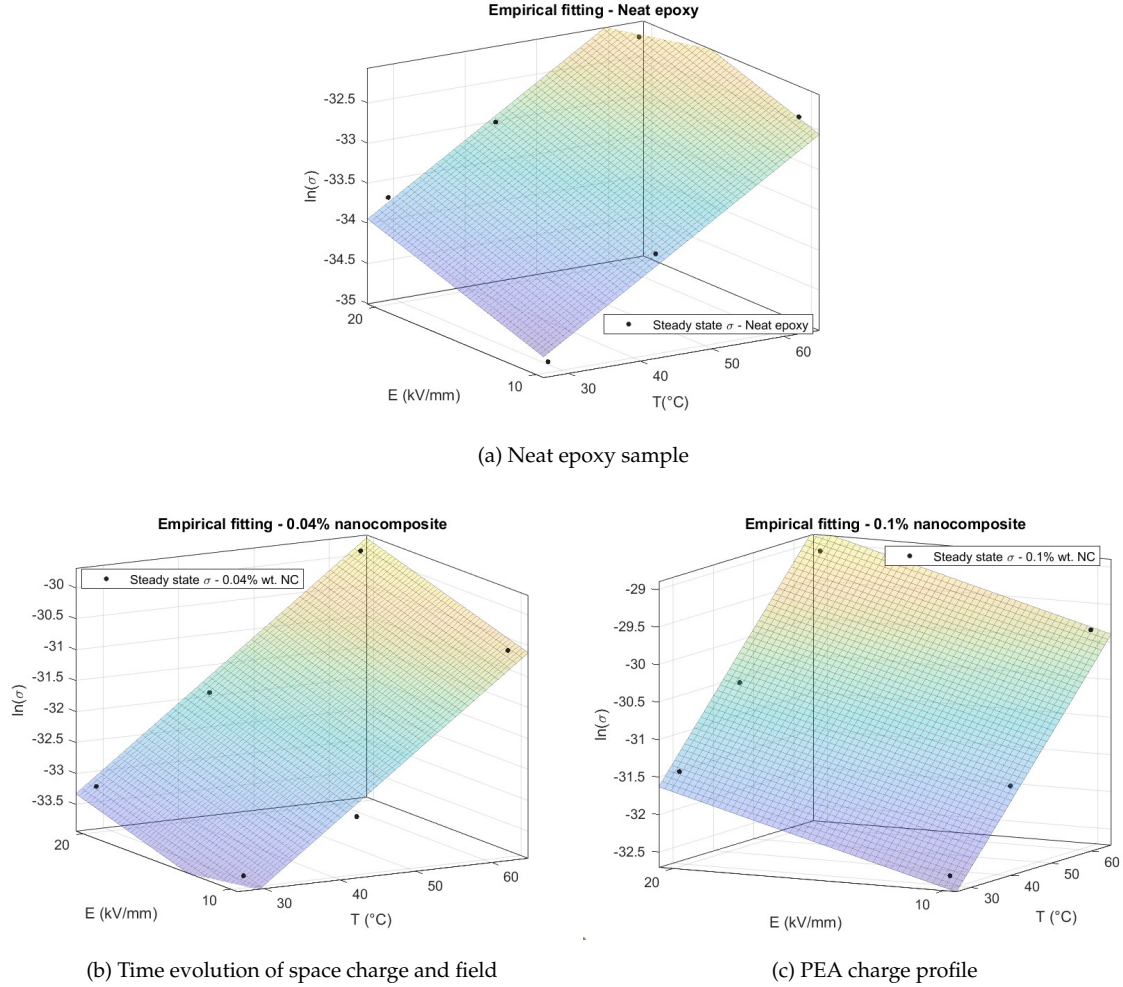 Empirical fitting - Neat epoxy
-32.5
-33
-33.5
-34
-34.5
-35
ln(σ)
20
10
E (kV/mm)
30
40
50
60
T(°C)
Steady state σ - Neat epoxy
(a) Neat epoxy sample
Empirical fitting - 0.04% nanocomposite
Steady state σ - 0.04% wt. NC
-30
-30.5
-31
-31.5
-32
-32.5
-33
-33.5
ln(σ)
20
10
E (kV/mm)
30
40
50
60
T (°C)
(b) Time evolution of space charge and field
Empirical fitting - 0.1% nanocomposite
Steady state σ - 0.1% wt. NC
-29
-29.5
-30
-30.5
-31
-31.5
-32
-32.5
ln(σ)
20
10
E (kV/mm)
30
40
50
60
T (°C)
(c) PEA charge profile